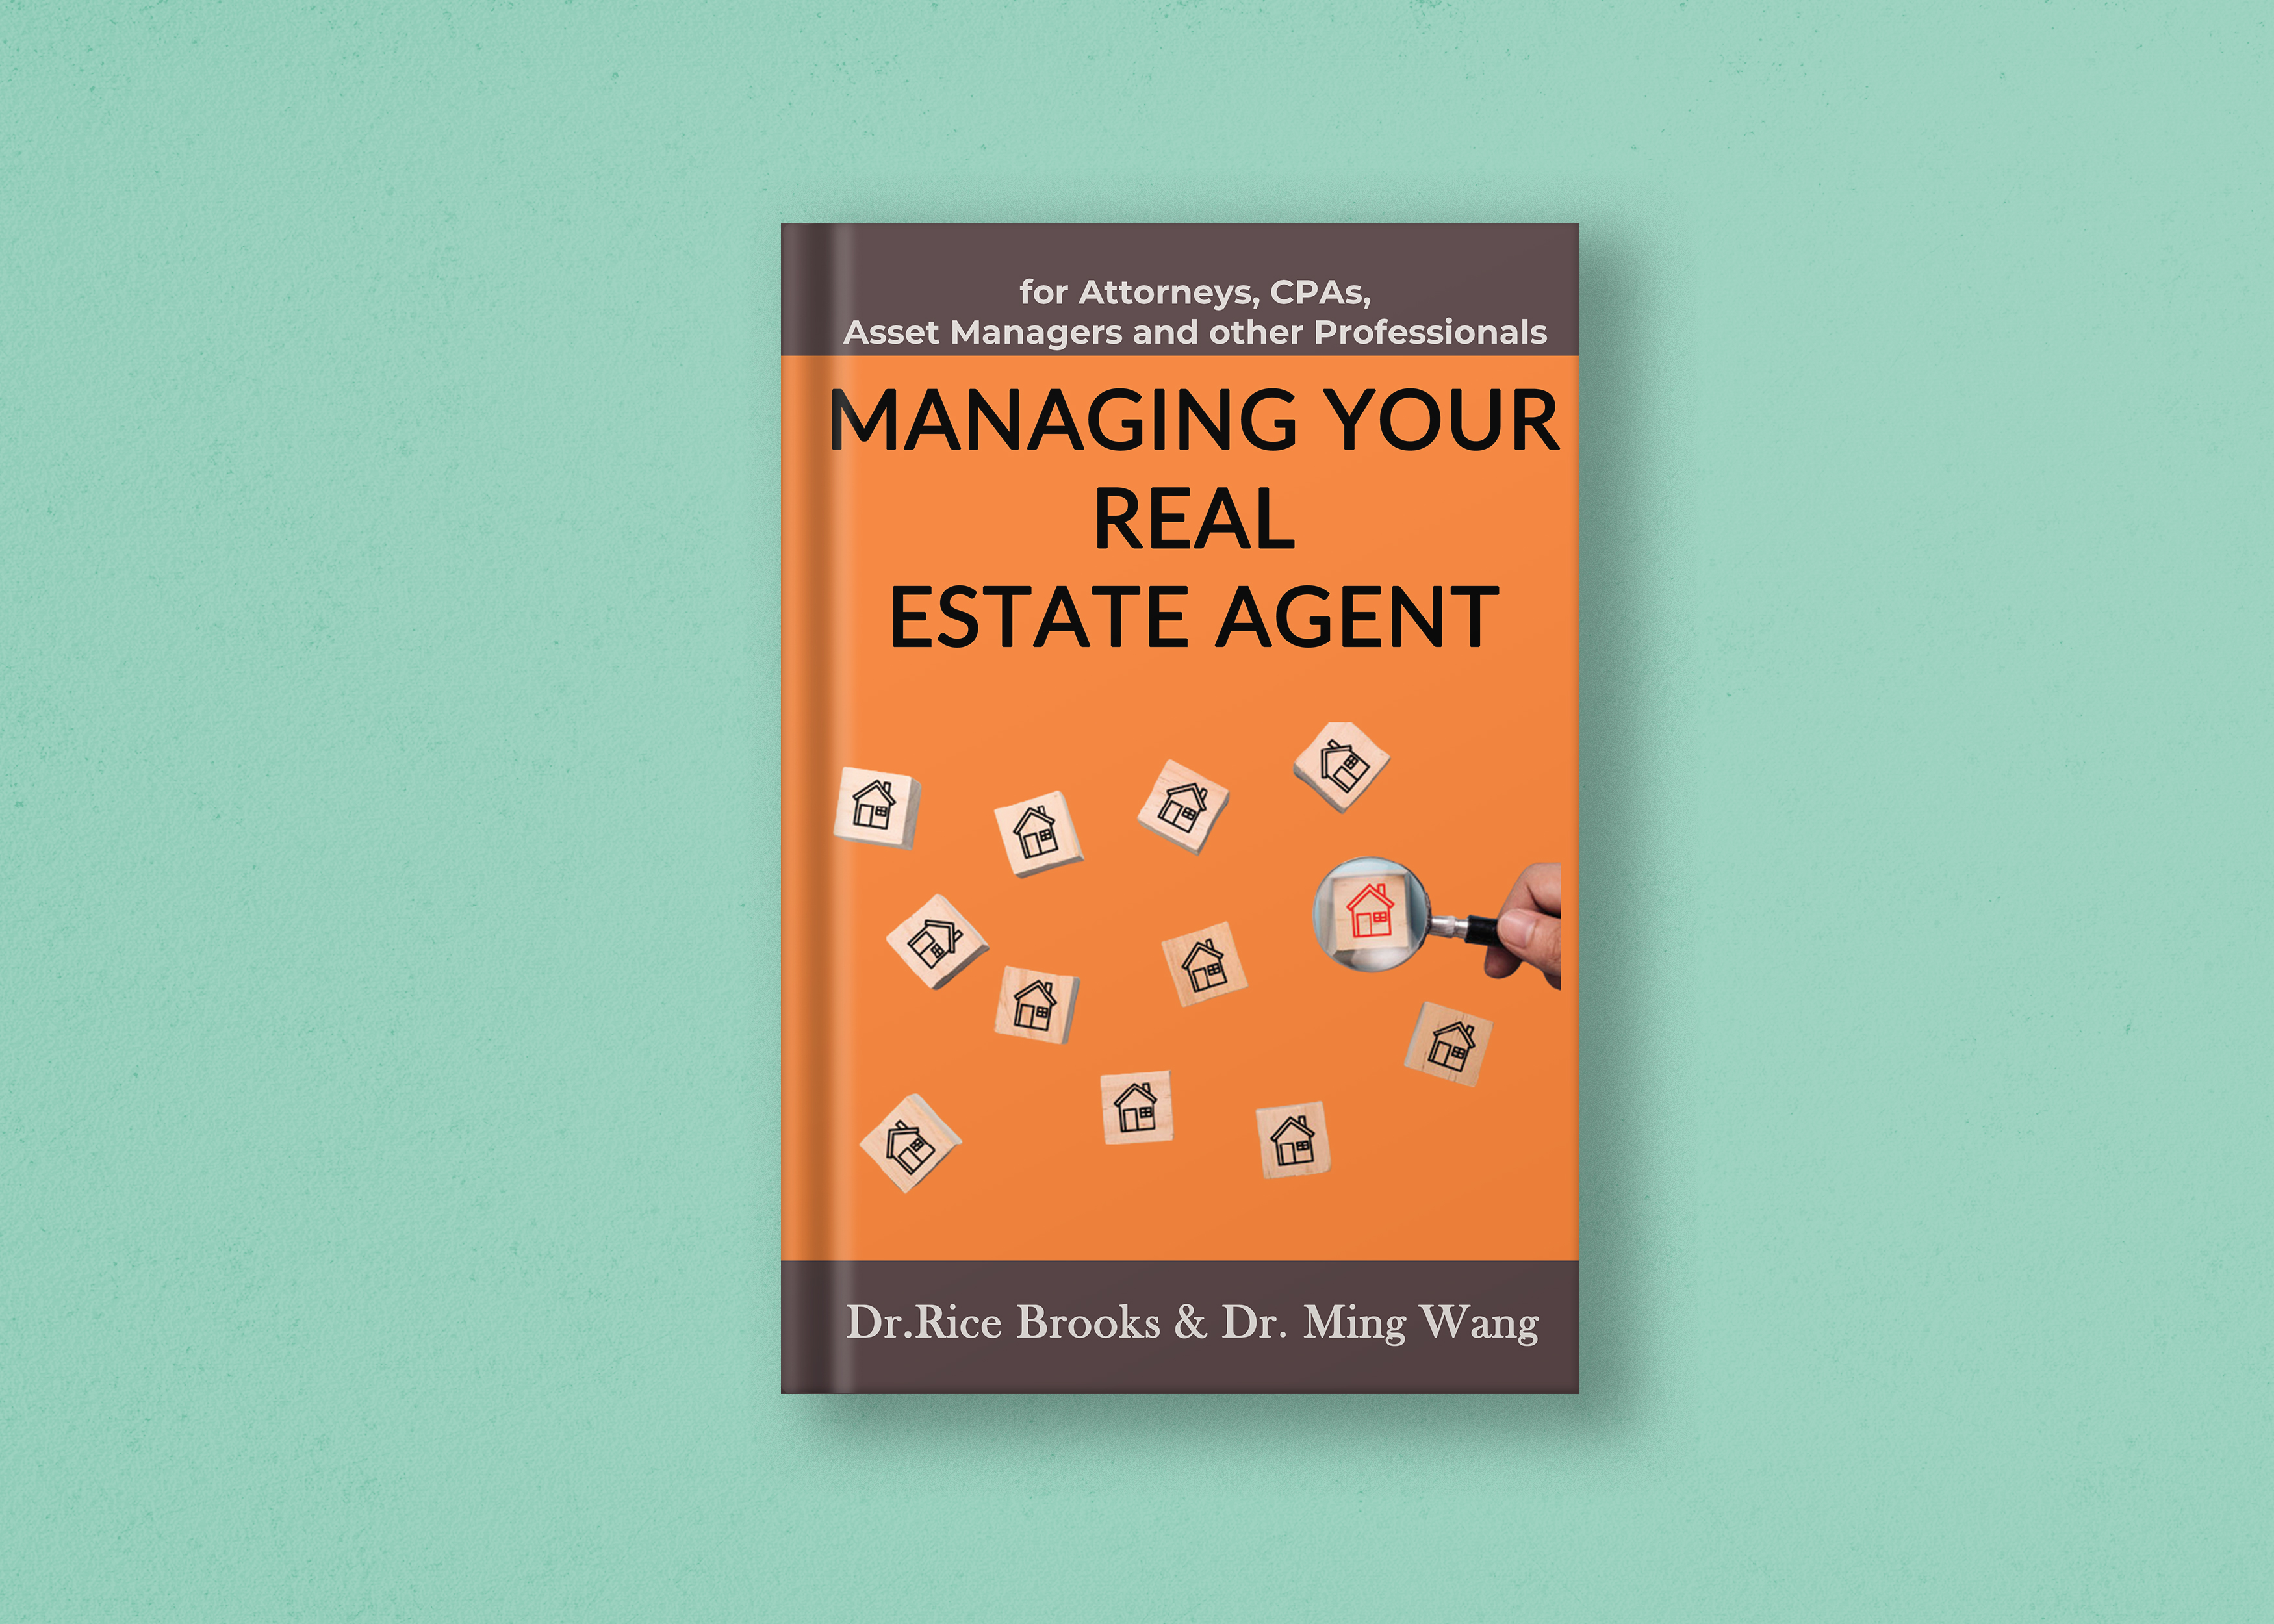 for Attorneys, CPAs,
Asset Managers and other Professionals
MANAGING YOUR
REAL
ESTATE AGENT
Dr.Rice Brooks & Dr. Ming Wang